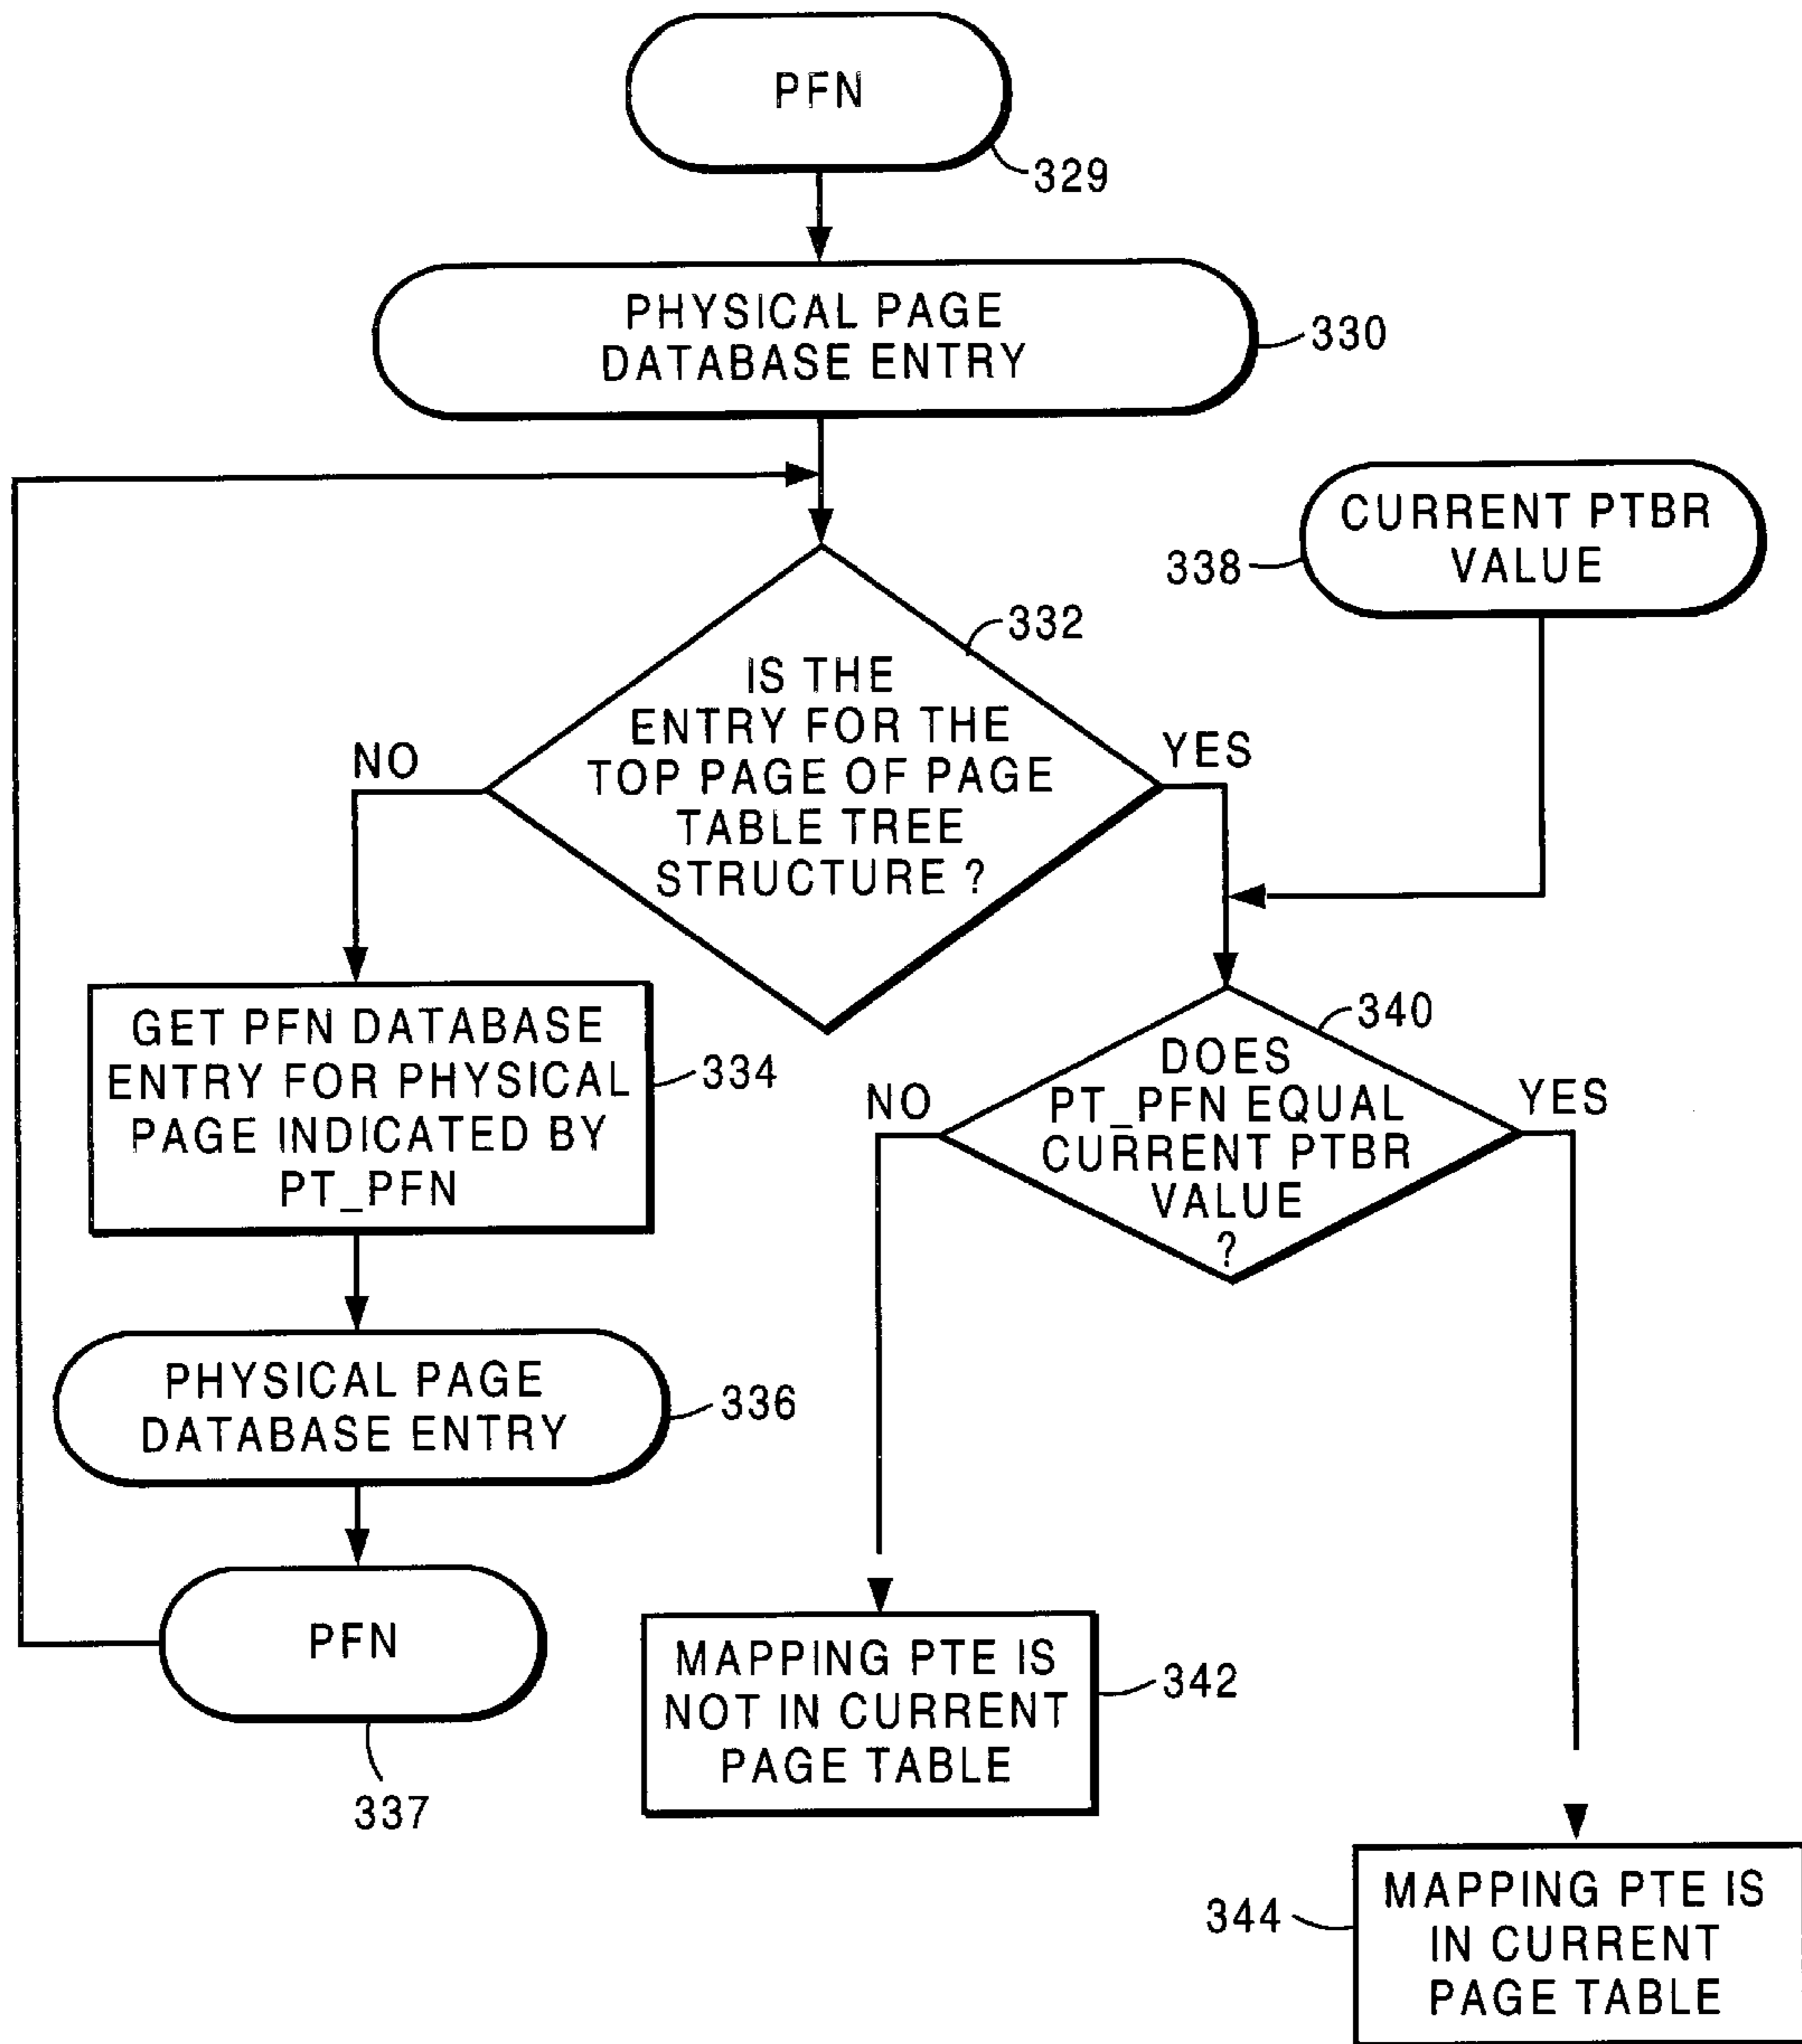 PFN
329
PHYSICAL PAGE
DATABASE ENTRY
330
CURRENT PTBR
VALUE
338
332
IS THE
ENTRY FOR THE
TOP PAGE OF PAGE
TABLE TREE
STRUCTURE ?
NO
YES
GET PFN DATABASE
ENTRY FOR PHYSICAL
PAGE INDICATED BY
PT_PFN
334
340
DOES
PT_PFN EQUAL
CURRENT PTBR
VALUE
?
NO
YES
PHYSICAL PAGE
DATABASE ENTRY
336
PFN
337
MAPPING PTE IS
NOT IN CURRENT
PAGE TABLE
342
344
MAPPING PTE IS
IN CURRENT
PAGE TABLE